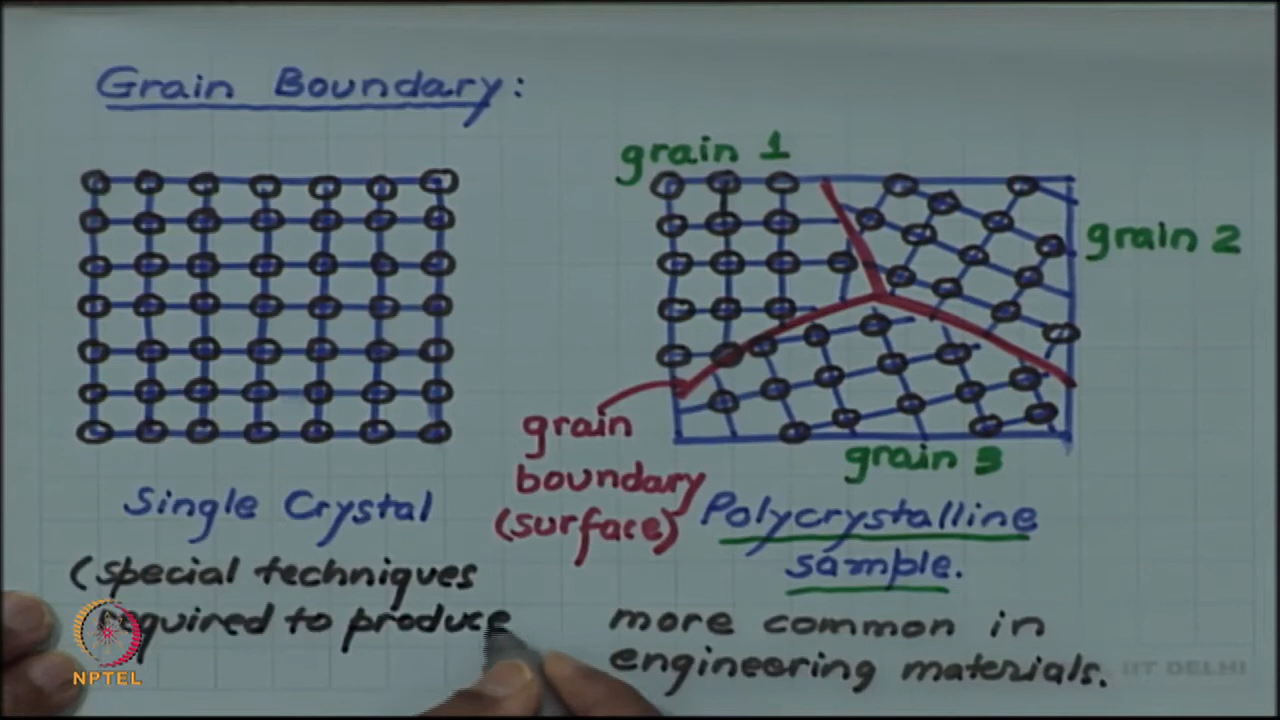 Grain Boundary:
grain 1
grain 2
grain 3
grain
boundary
(surface)
Single Crystal
(special techniques
required to produce
Polycrystalline
sample.
more common in
engineering materials.
NPTEL
IIT DELHI